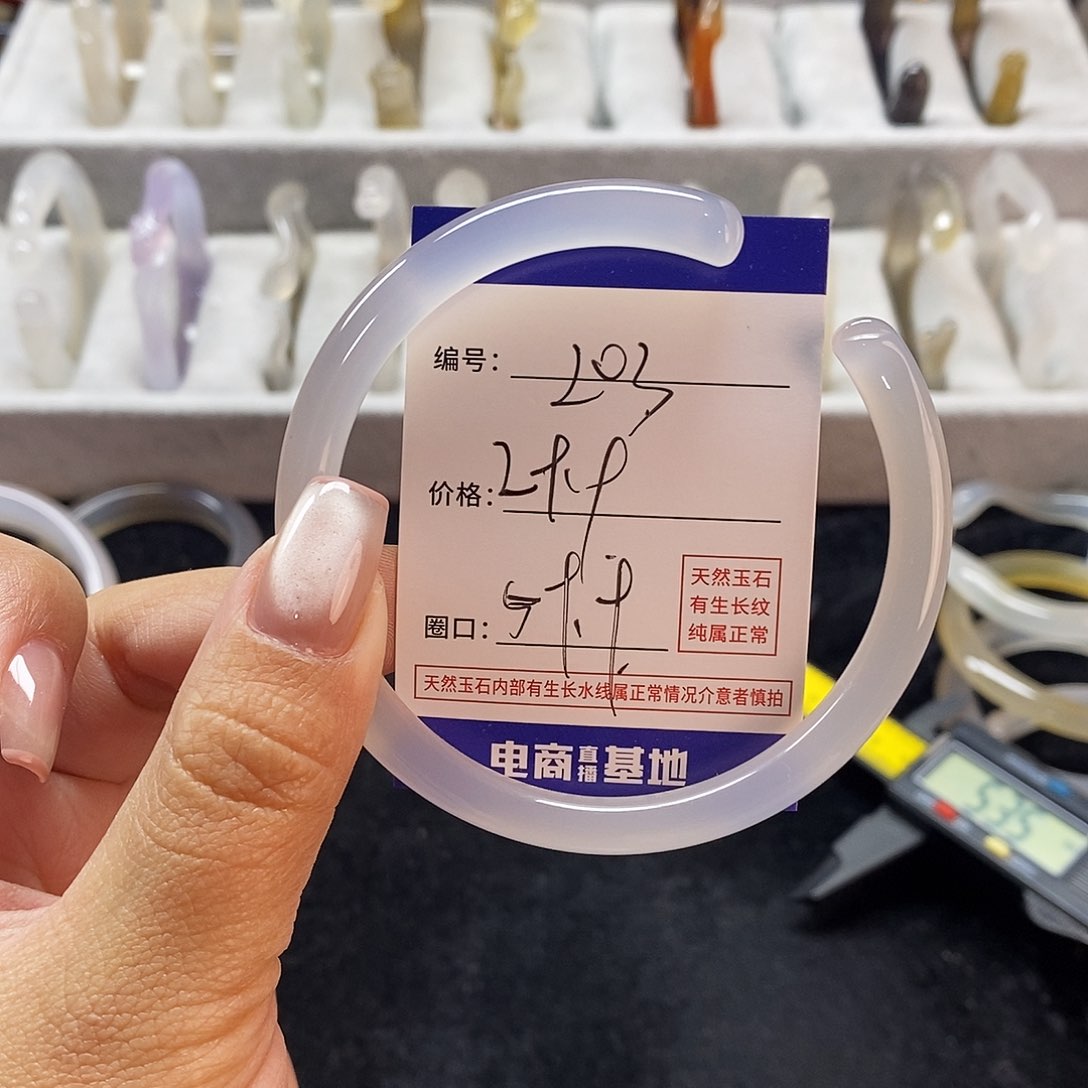 编号: 203
价格:
圈口:
天然玉石
有生长纹
纯属正常
天然玉石内部有生长水线属正常情况介意者慎拍
电商直播基地